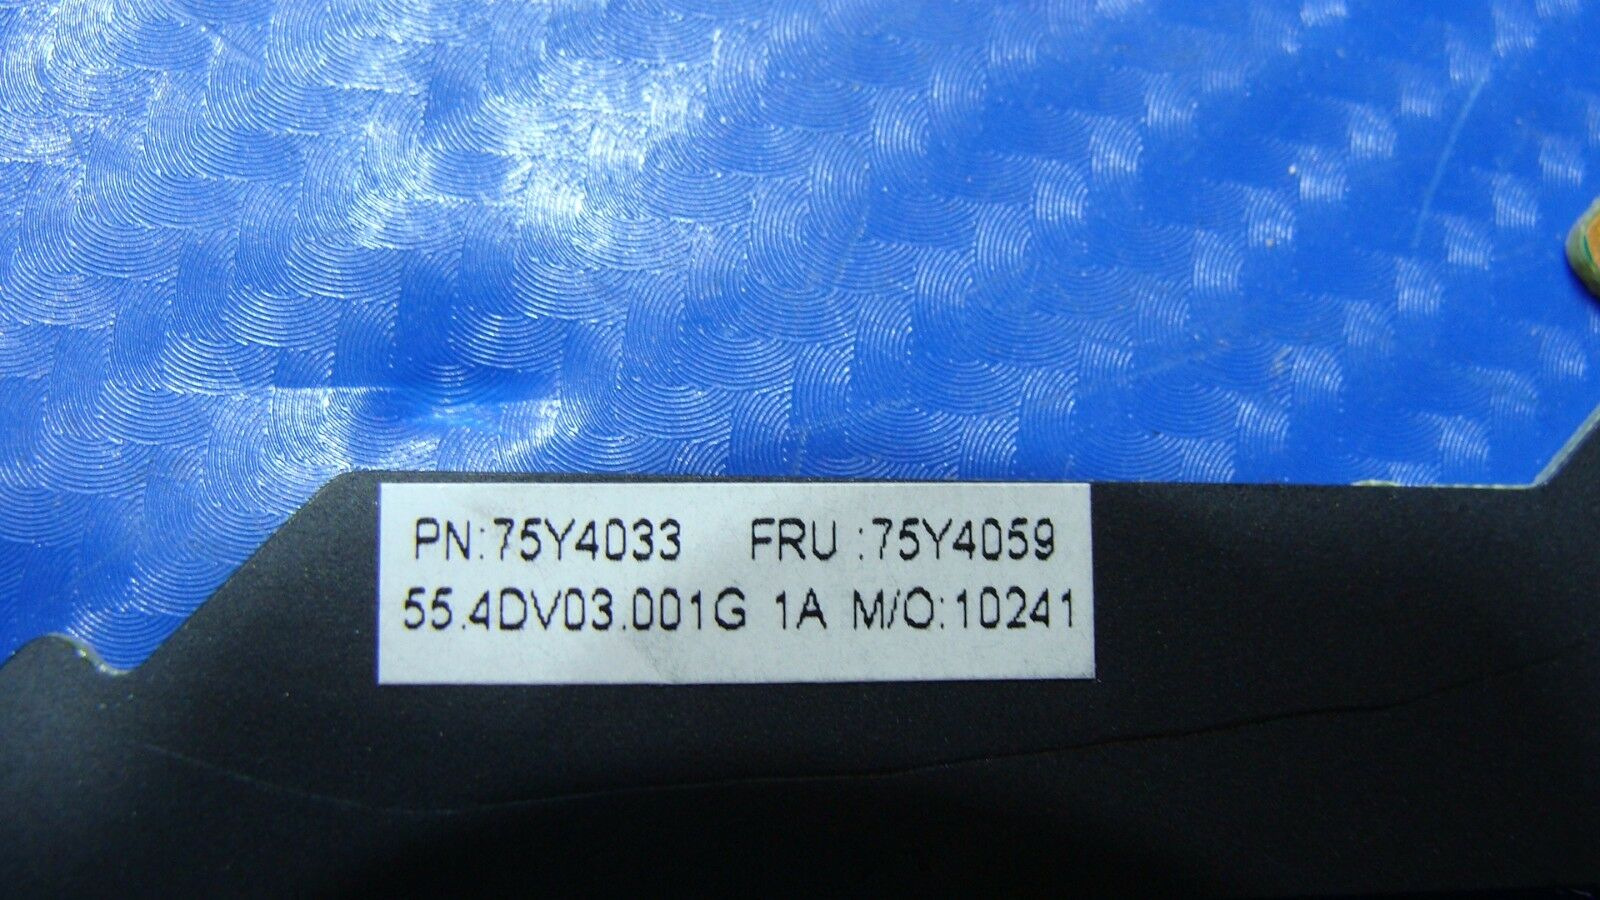 PN:75Y4033 FRU :75Y4059
55.4DV03.001G 1A M/O:10241